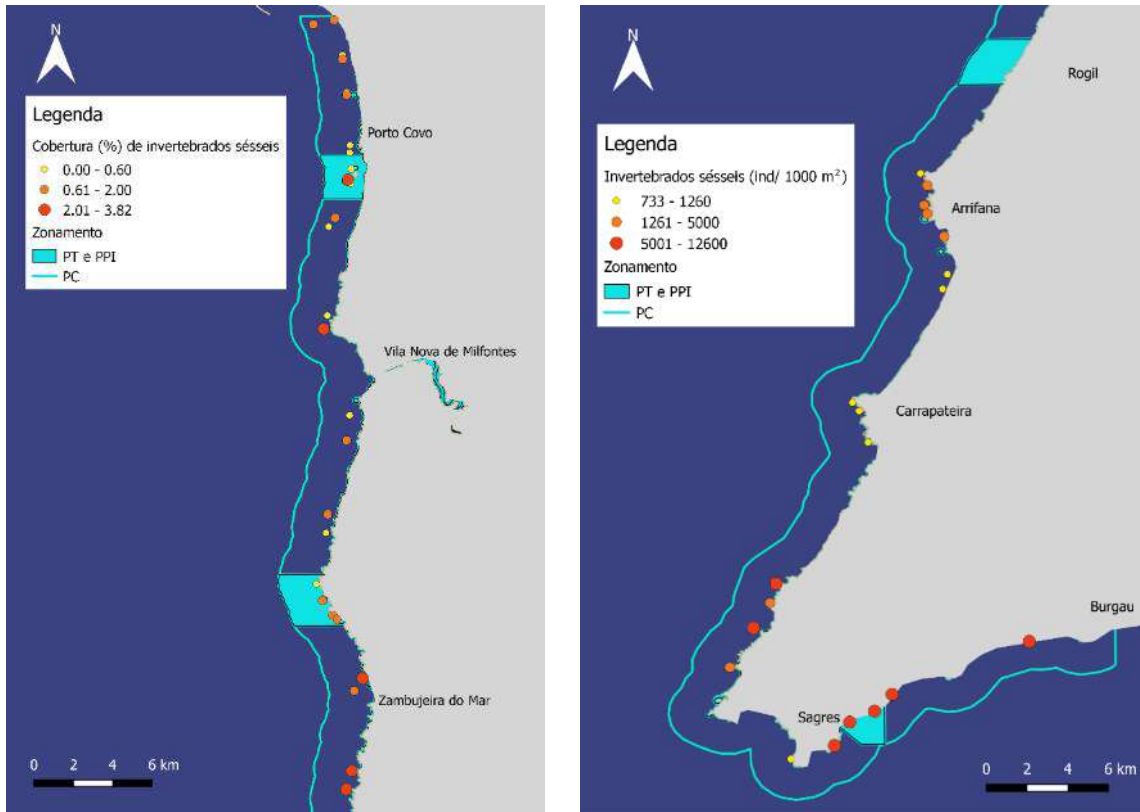 N
Legenda
Cobertura (%) de invertebrados sésseis
0.00 - 0.60
0.61 - 2.00
2.01 - 3.82
Zonamento
PT e PPI
PC
Porto Covo
Vila Nova de Milfontes
Zambujeira do Mar
0 2 4 6 km
N
Legenda
Invertebrados sésseis (ind/ 1000 m²)
733 - 1260
1261 - 5000
5001 - 12600
Zonamento
PT e PPI
PC
Rogil
Arrifana
Carrapateira
Burgau
Sagres
0 2 4 6 km